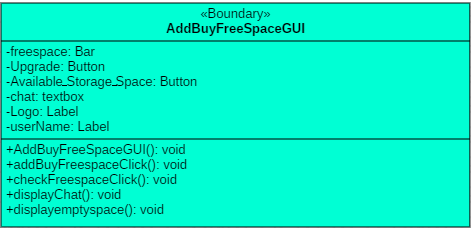 «Boundary»
AddBuyFreeSpaceGUI
-freespace: Bar
-Upgrade: Button
-Available_Storage_Space: Button
-chat: textbox
-Logo: Label
-userName: Label
+AddBuyFreeSpaceGUI(): void
+addBuyFreespaceClick(): void
+checkFreespaceClick(): void
+displayChat(): void
+displayemptyspace(): void